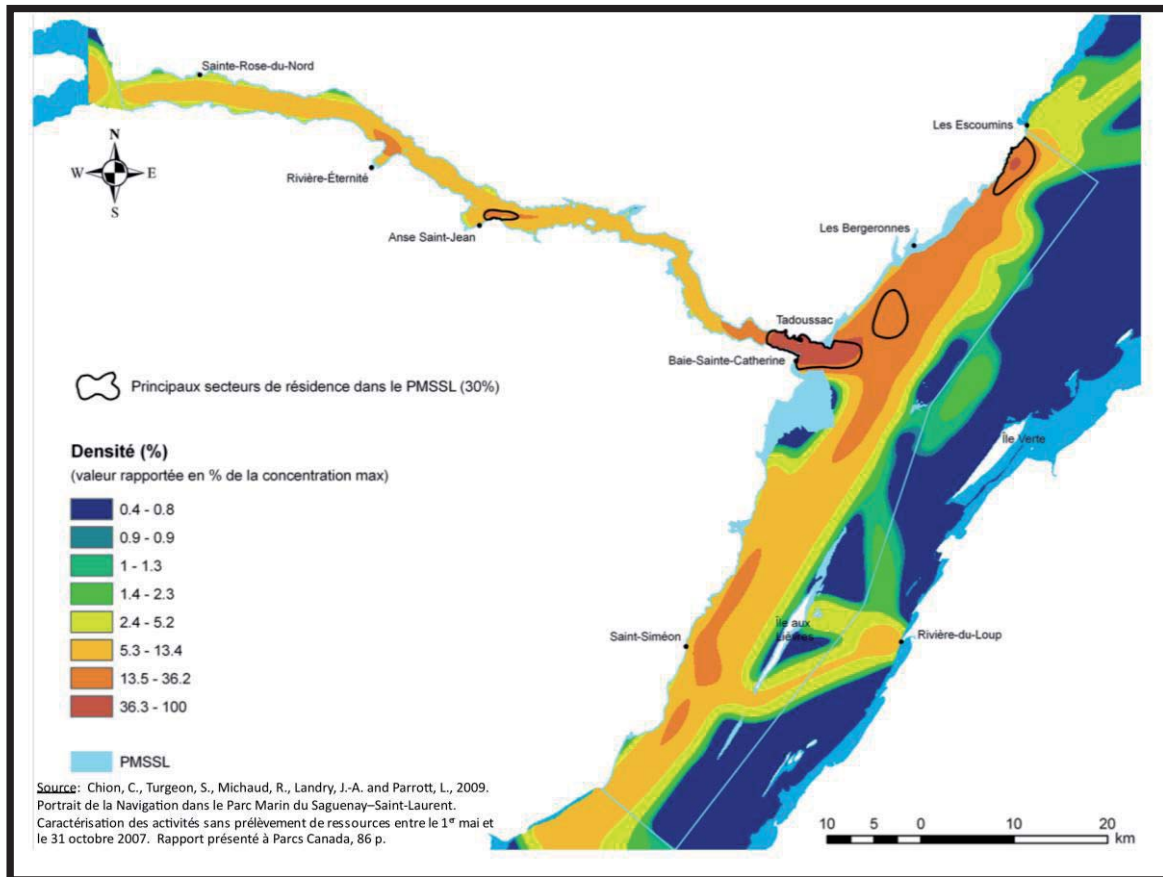 Sainte-Rose-du-Nord
Les Escoumins
N
W E
S
Rivière-Éternité
Anse Saint-Jean
Les Bergeronnes
Tadoussac
Baie-Sainte-Catherine
Principaux secteurs de résidence dans le PMSSL (30%)
Île Verte
Densité (%)
(valeur rapportée en % de la concentration max)
0.4 - 0.8
0.9 - 0.9
1 - 1.3
1.4 - 2.3
2.4 - 5.2
5.3 - 13.4
13.5 - 36.2
36.3 - 100
PMSSL
Saint-Siméon
Île aux
Lièvres
Rivière-du-Loup
Source: Chion, C., Turgeon, S., Michaud, R., Landry, J.-A. and Parrott, L., 2009.
Portrait de la Navigation dans le Parc Marin du Saguenay–Saint-Laurent.
Caractérisation des activités sans prélèvement de ressources entre le 1er mai et
le 31 octobre 2007. Rapport présenté à Parcs Canada, 86 p.
10 5 0 10 20
km